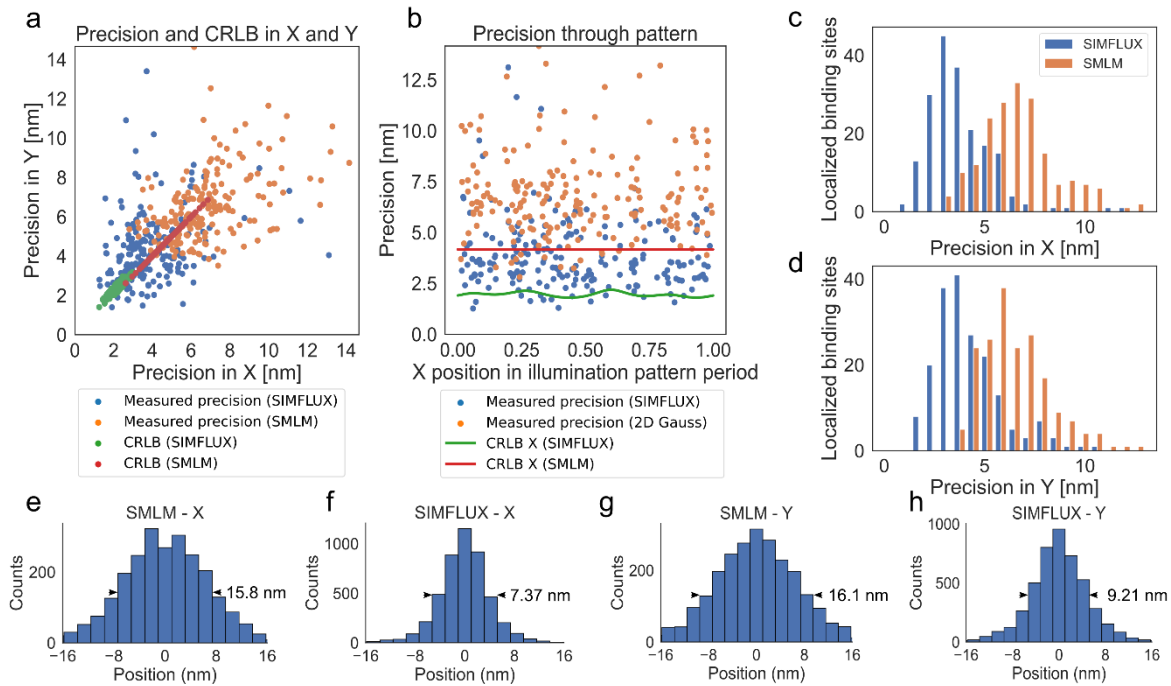 a
Precision and CRLB in X and Y
Precision in Y [nm]
14
12
10
8
6
4
2
0
0 2 4 6 8 10 12 14
Precision in X [nm]
Measured precision (SIMFLUX)
Measured precision (SMLM)
CRLB (SIMFLUX)
CRLB (SMLM)
b
Precision through pattern
Precision [nm]
12.5
10.0
7.5
5.0
2.5
0.0
0.00 0.25 0.50 0.75 1.00
X position in illumination pattern period
Measured precision (SIMFLUX)
Measured precision (2D Gauss)
CRLB X (SIMFLUX)
CRLB X (SMLM)
c
Localized binding sites
40
20
0
SIMFLUX
SMLM
0 5 10
Precision in X [nm]
d
Localized binding sites
40
20
0
0 5 10
Precision in Y [nm]
e
SMLM - X
Counts
200
0
15.8 nm
−16 −8 0 8 16
Position (nm)
f
SIMFLUX - X
Counts
1000
500
0
7.37 nm
−16 −8 0 8 16
Position (nm)
g
SMLM - Y
Counts
200
0
16.1 nm
−16 −8 0 8 16
Position (nm)
h
SIMFLUX - Y
Counts
1000
500
0
9.21 nm
−16 −8 0 8 16
Position (nm)